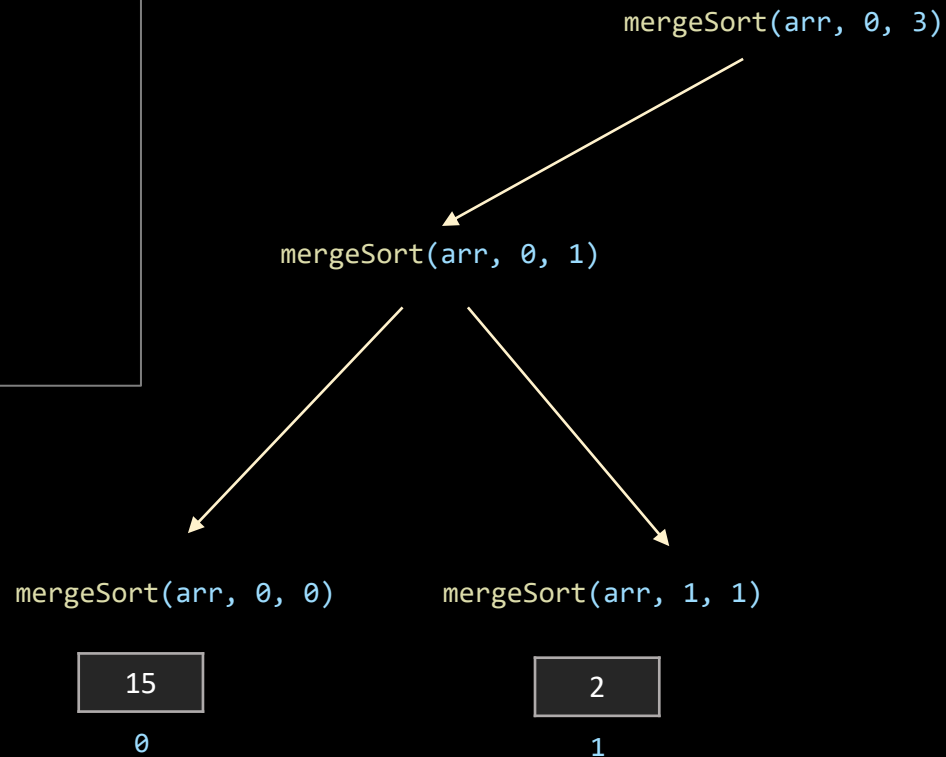 mergeSort(arr, 0, 3)
mergeSort(arr, 0, 1)
mergeSort(arr, 0, 0)
mergeSort(arr, 1, 1)
15
2
0
1